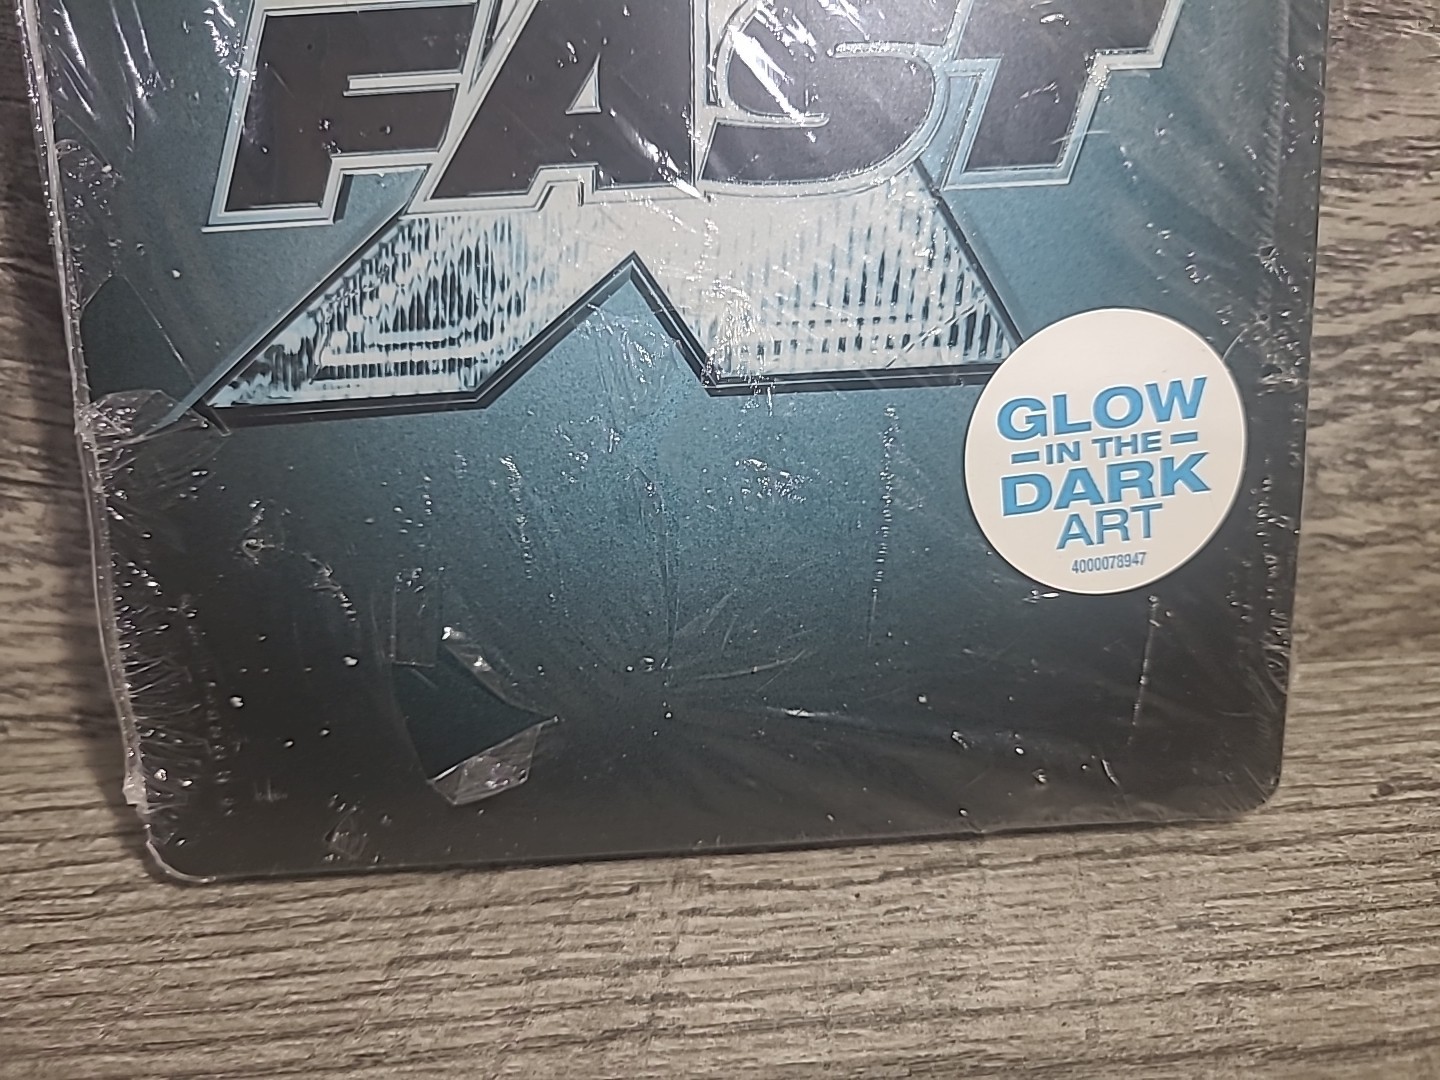 FAST
GLOW
IN THE
DARK
ART
4000078947